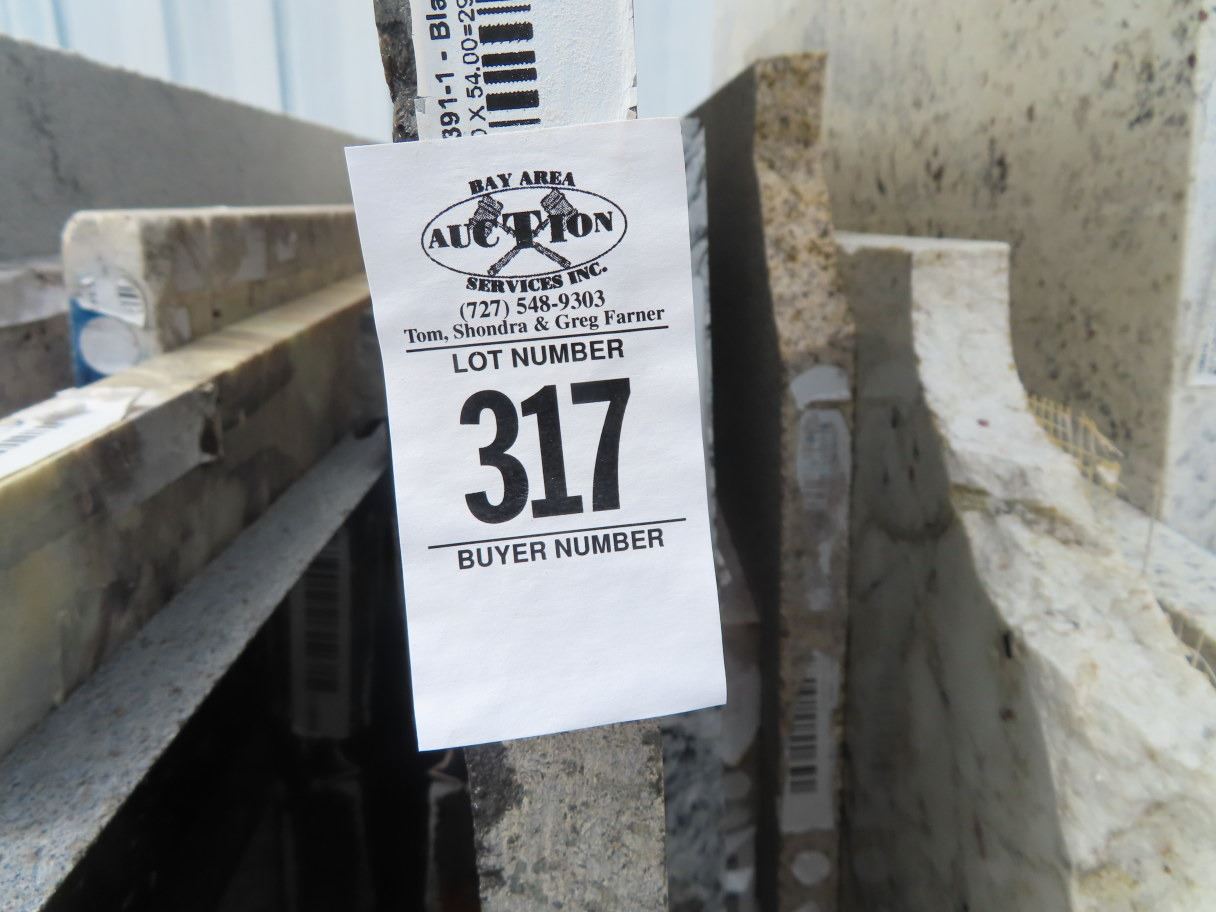 391-1 - Bla
X 54.00=29
BAY AREA
AUCTION
SERVICES INC.
(727) 548-9303
Tom, Shondra & Greg Farner
LOT NUMBER
317
BUYER NUMBER